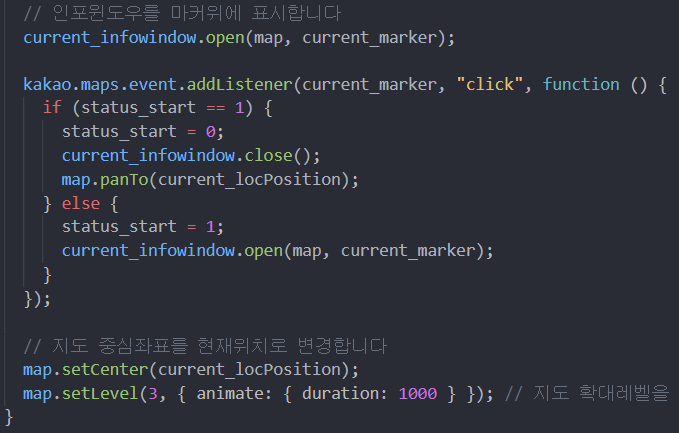 // 인포윈도우를 마커위에 표시합니다
current_infowindow.open(map, current_marker);
kakao.maps.event.addListener(current_marker, "click", function () {
if (status_start == 1) {
status_start = 0;
current_infowindow.close();
map.panTo(current_locPosition);
} else {
status_start = 1;
current_infowindow.open(map, current_marker);
}
});
// 지도 중심좌표를 현재위치로 변경합니다
map.setCenter(current_locPosition);
map.setLevel(3, { animate: { duration: 1000 } }); // 지도 확대레벨을
}